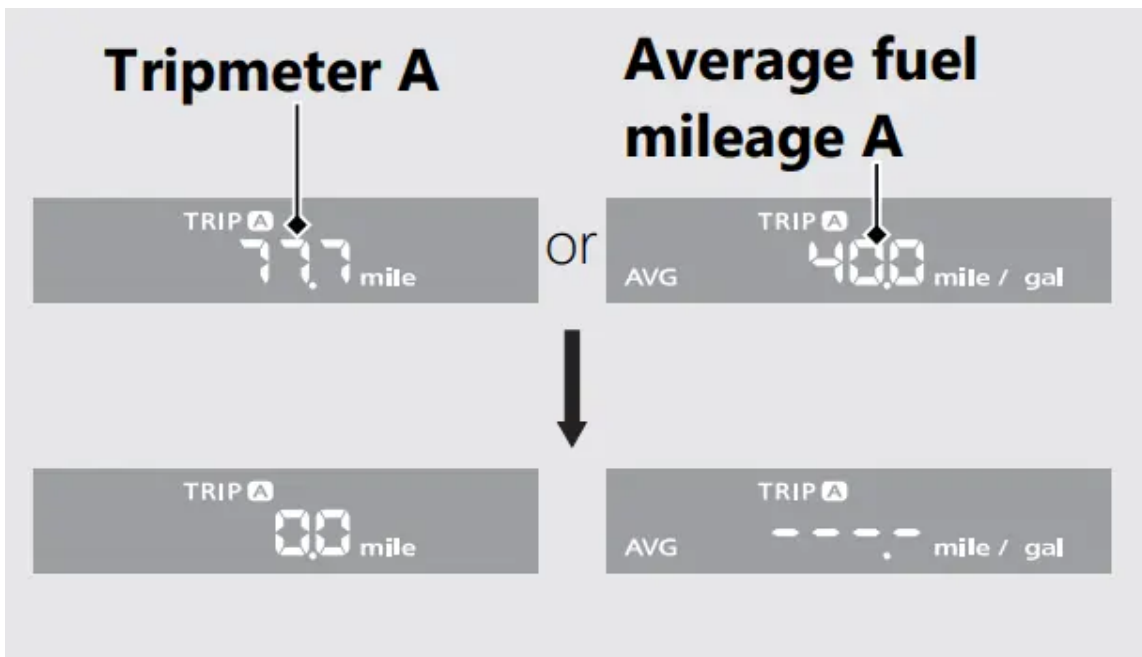 Tripmeter A
Average fuel
mileage A
TRIP A
77.7 mile
or
TRIP A
AVG 40.0 mile / gal
TRIP A
0.0 mile
TRIP A
AVG ---.- mile / gal